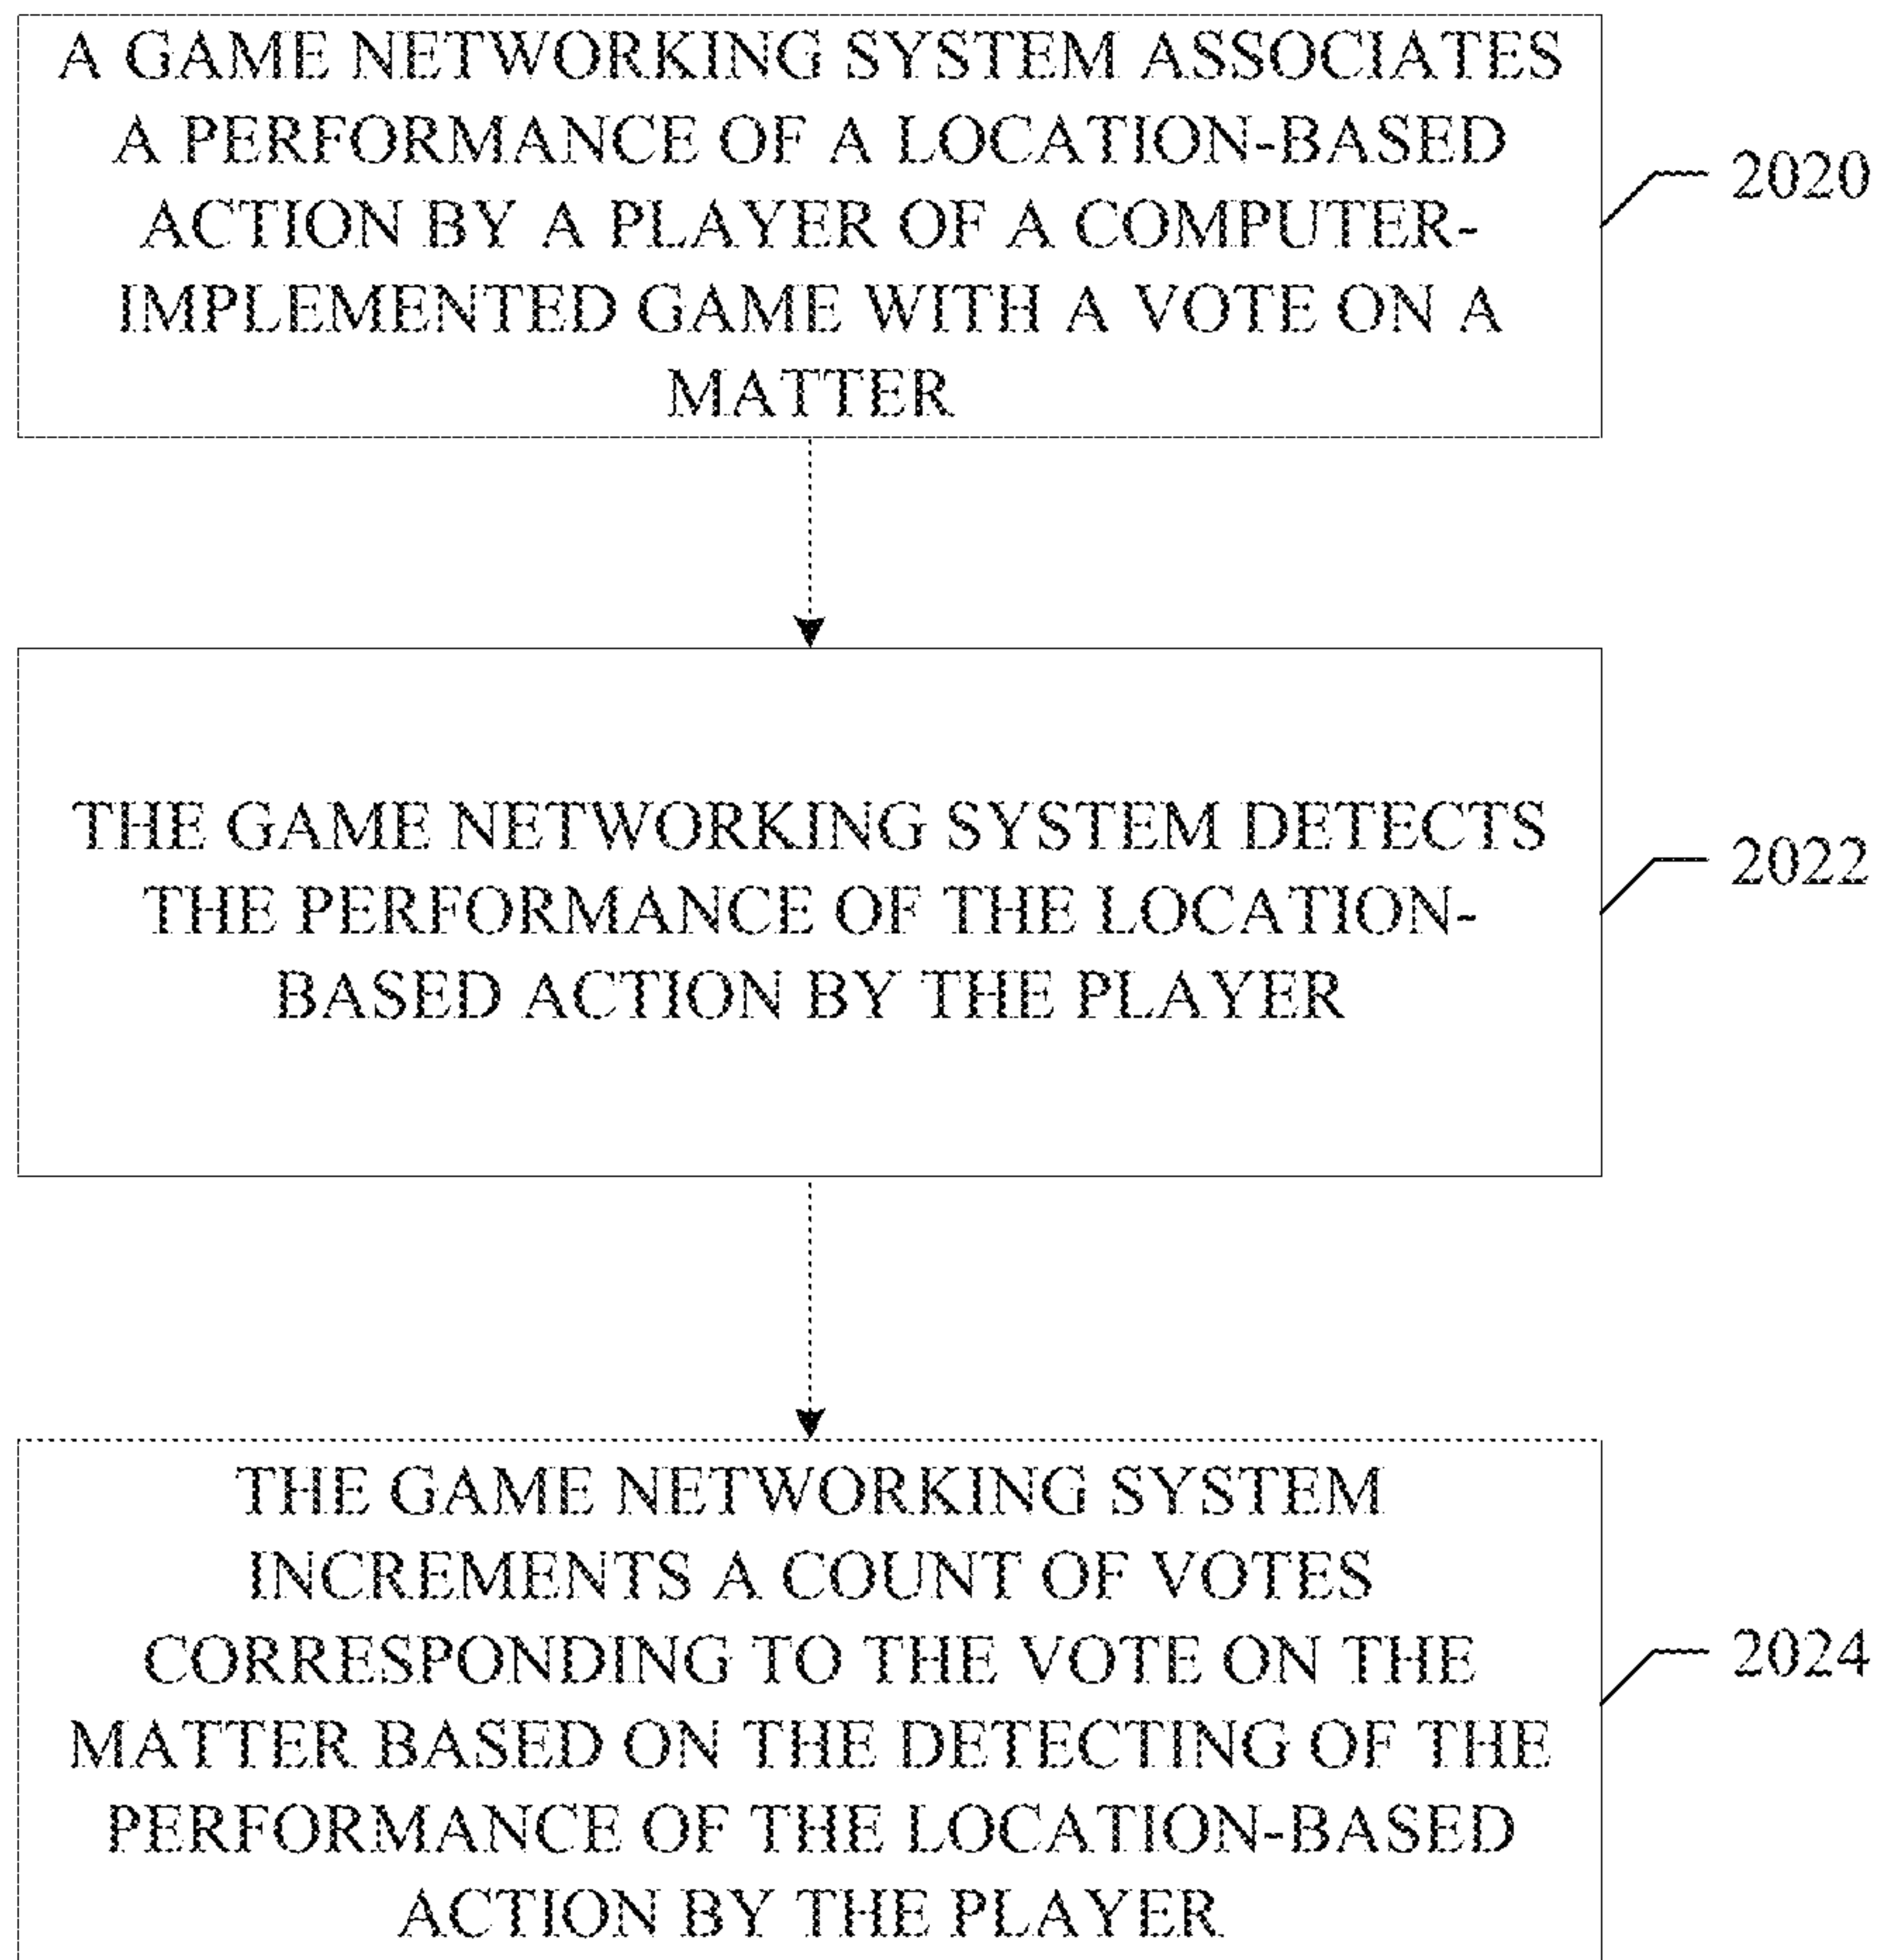 A GAME NETWORKING SYSTEM ASSOCIATES
A PERFORMANCE OF A LOCATION-BASED
ACTION BY A PLAYER OF A COMPUTER-
IMPLEMENTED GAME WITH A VOTE ON A
MATTER
2020
THE GAME NETWORKING SYSTEM DETECTS
THE PERFORMANCE OF THE LOCATION-
BASED ACTION BY THE PLAYER
2022
THE GAME NETWORKING SYSTEM
INCREMENTS A COUNT OF VOTES
CORRESPONDING TO THE VOTE ON THE
MATTER BASED ON THE DETECTING OF THE
PERFORMANCE OF THE LOCATION-BASED
ACTION BY THE PLAYER
2024